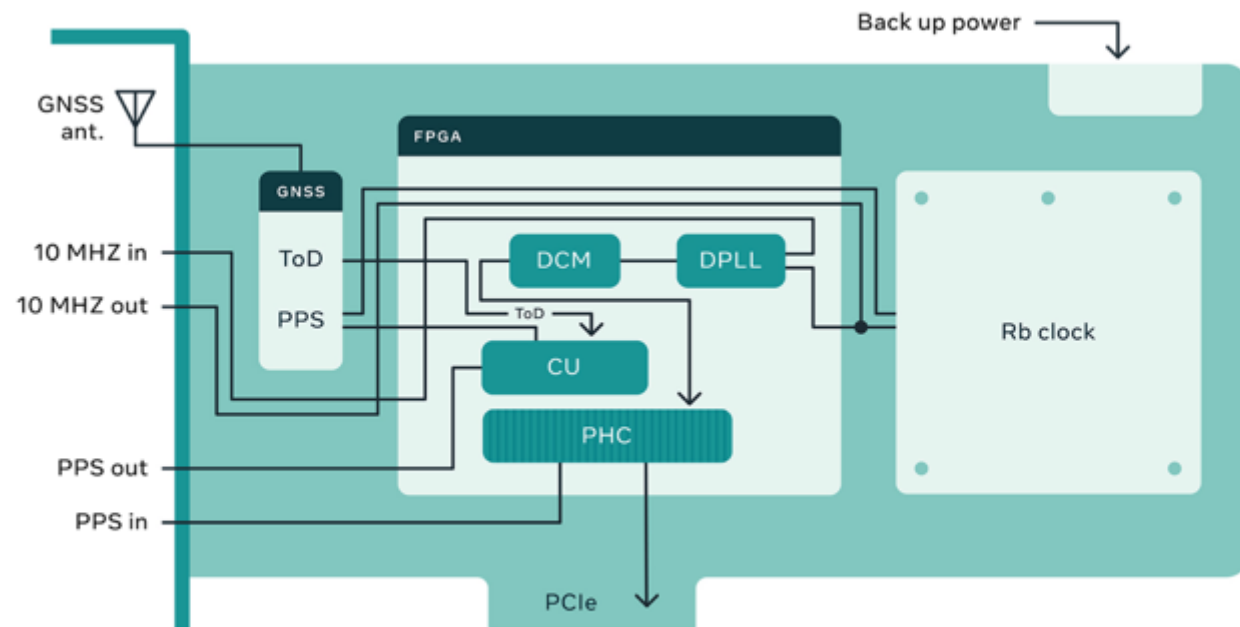 Back up power
GNSS
ant.
FPGA
GNSS
10 MHZ in
ToD
DCM
DPLL
10 MHZ out
PPS
ToD
Rb clock
CU
PHC
PPS out
PPS in
PCIe